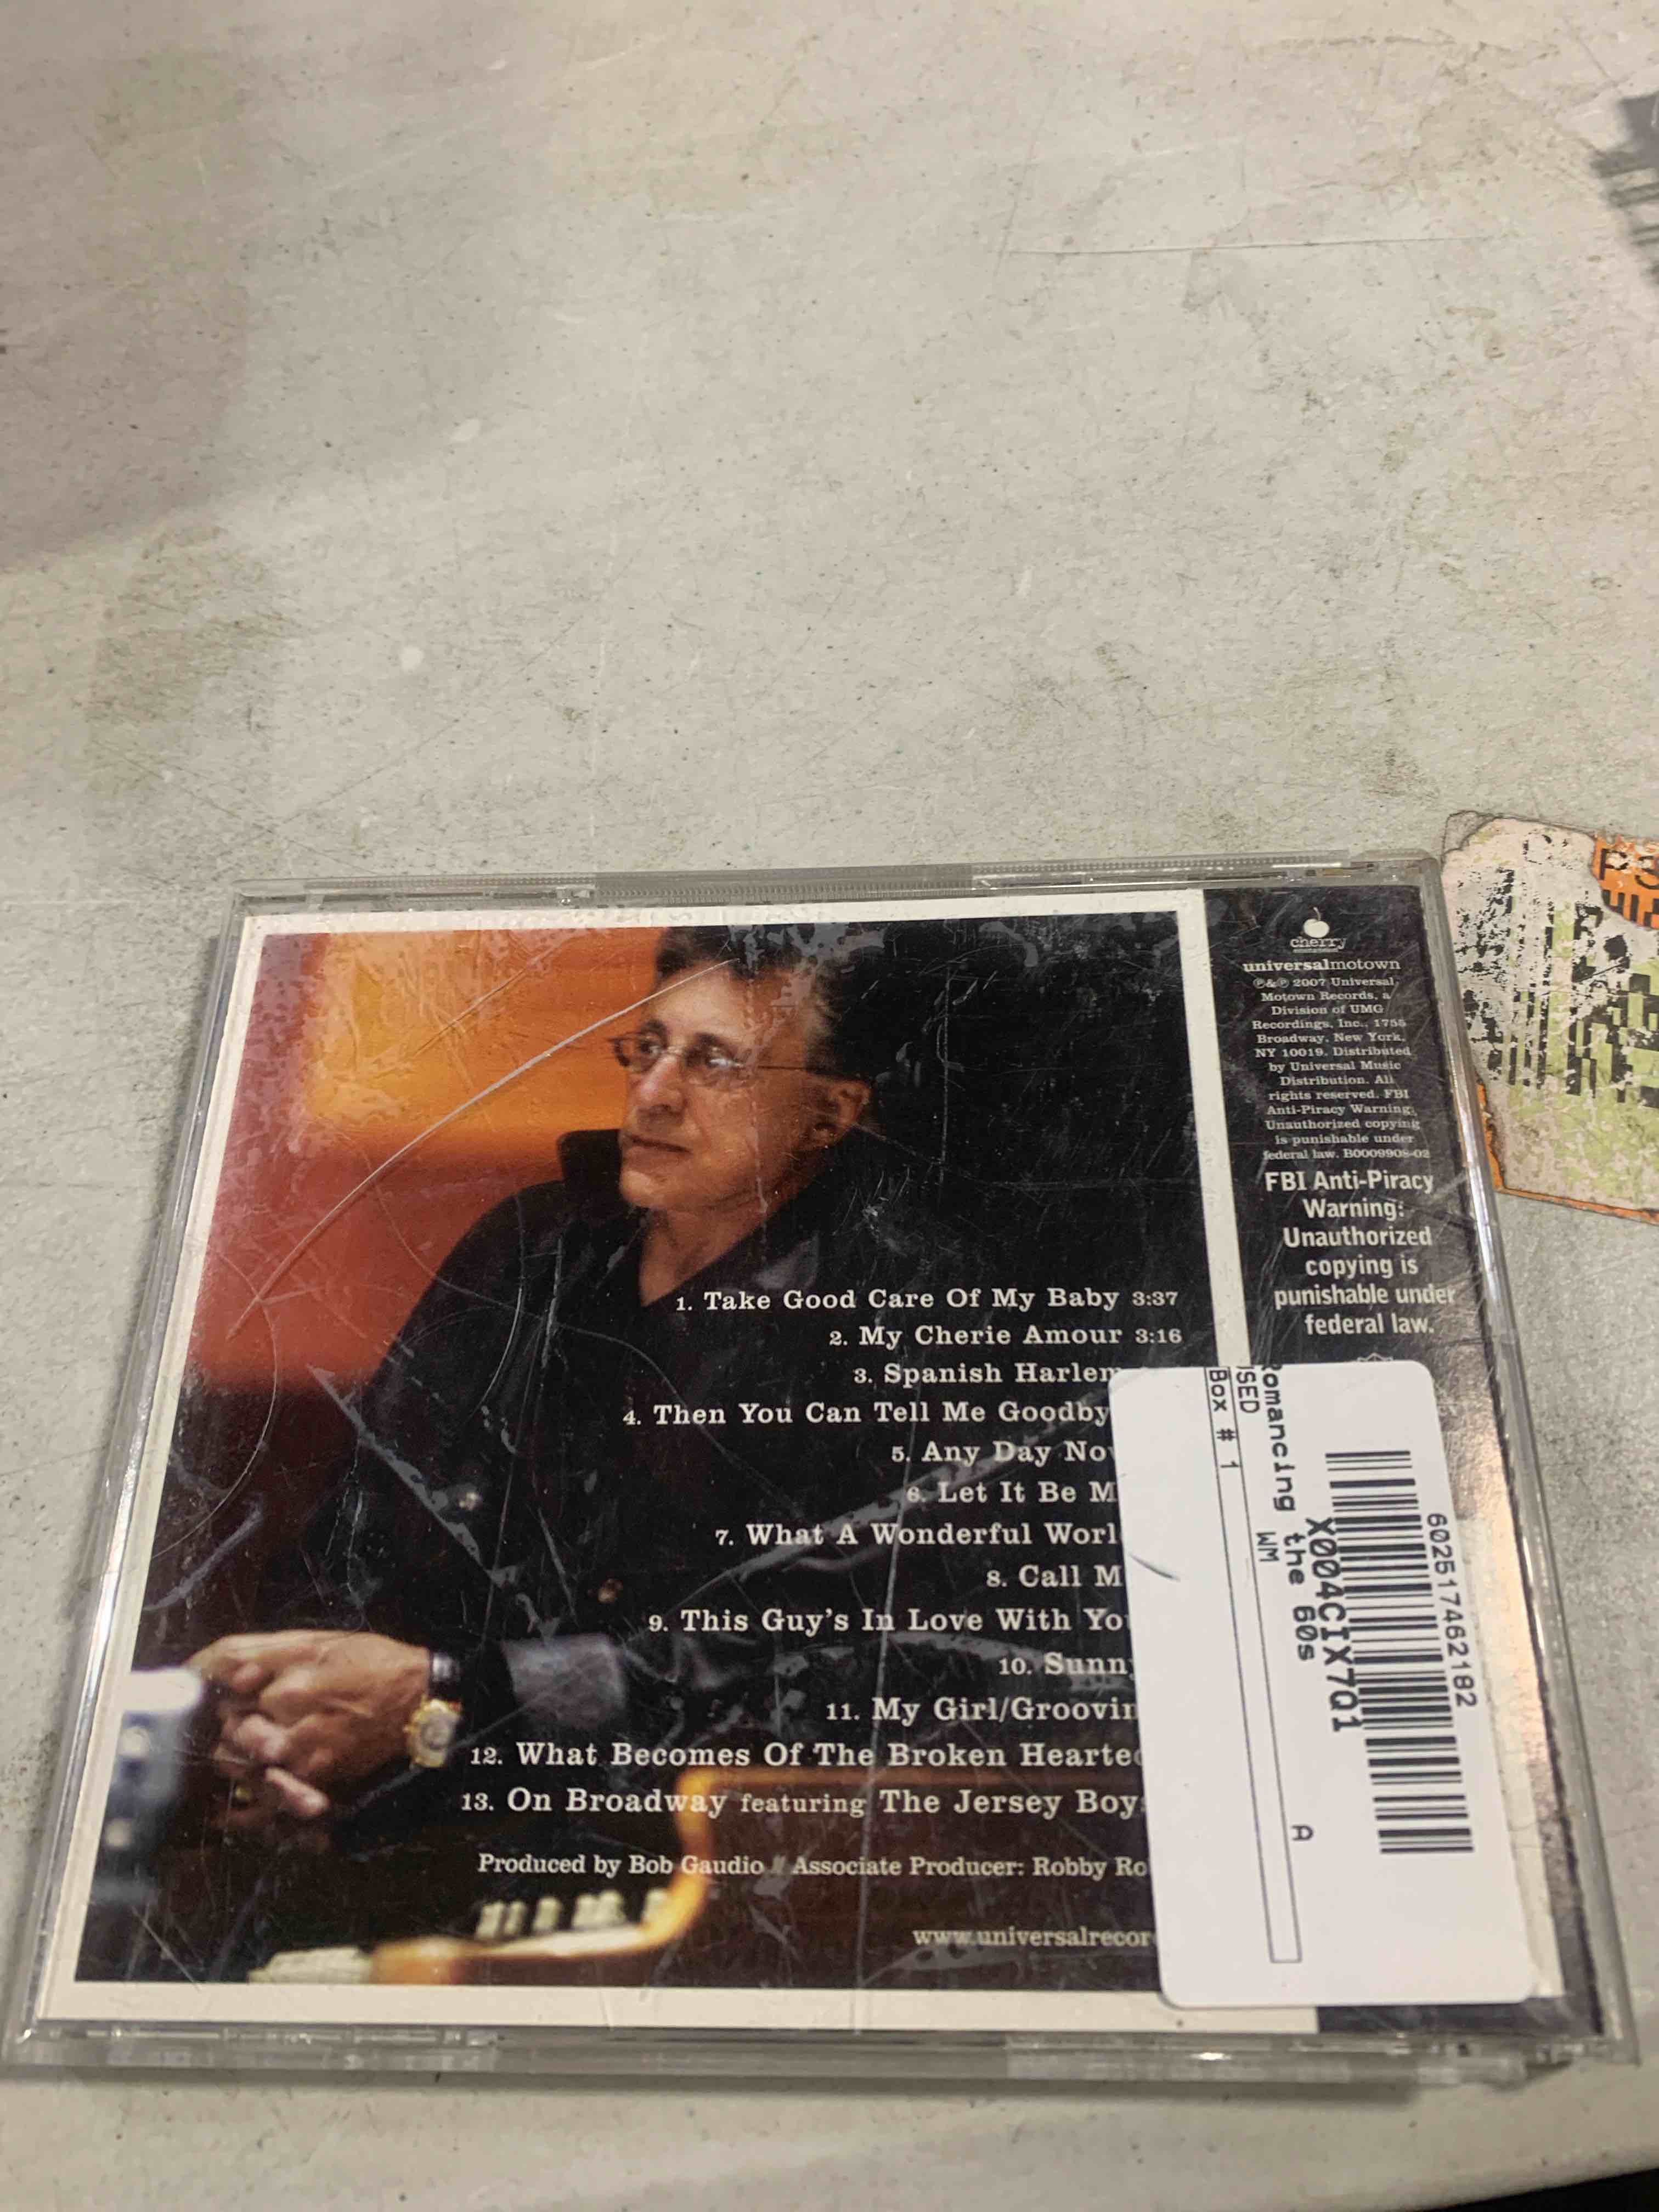 P3
cherry
universalmotown
℗&© 2007 Universal
Motown Records, a
Division of UMG
Recordings, Inc., 1755
Broadway, New York,
NY 10019. Distributed
by Universal Music
Distribution. All
rights reserved. FBI
Anti-Piracy Warning:
Unauthorized copying
is punishable under
federal law. B0009908-02
FBI Anti-Piracy
Warning:
Unauthorized
copying is
punishable under
federal law.
1. Take Good Care Of My Baby 3:37
2. My Cherie Amour 3:16
3. Spanish Harlem
4. Then You Can Tell Me Goodby
5. Any Day No
6. Let It Be M
7. What A Wonderful Worl
8. Call M
9. This Guy's In Love With Yo
10. Sunn
11. My Girl/Groovin
12. What Becomes Of The Broken Hearted
13. On Broadway featuring The Jersey Boy
Produced by Bob Gaudio // Associate Producer: Robby Ro
www.universalrecor
602517462182
X004CIX7Q1
Romancing the 60s
WM A
USED
Box # 1